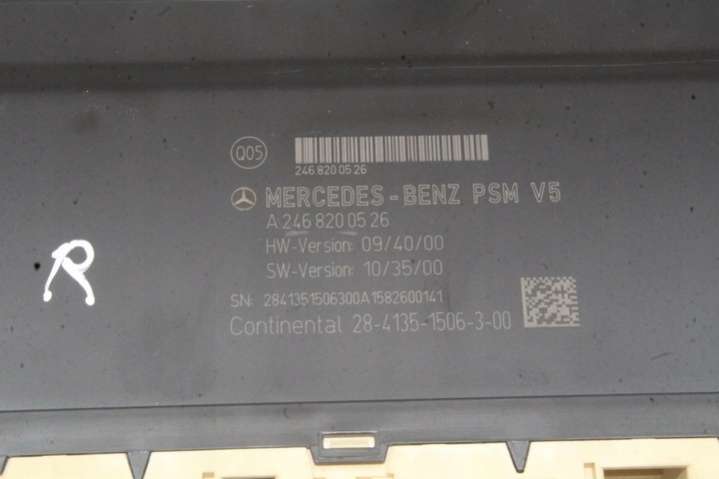 Q05
246 820 05 26
MERCEDES-BENZ PSM V5
A 246 820 05 26
HW-Version: 09/40/00
SW-Version: 10/35/00
SN: 2841351506300A1582600141
Continental 28-4135-1506-3-00
R